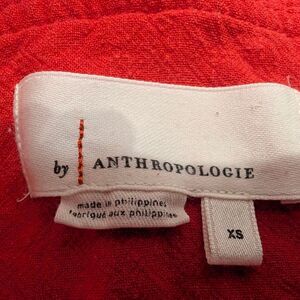 by ANTHROPOLOGIE
made in philippines
fabriqué aux philippines
XS